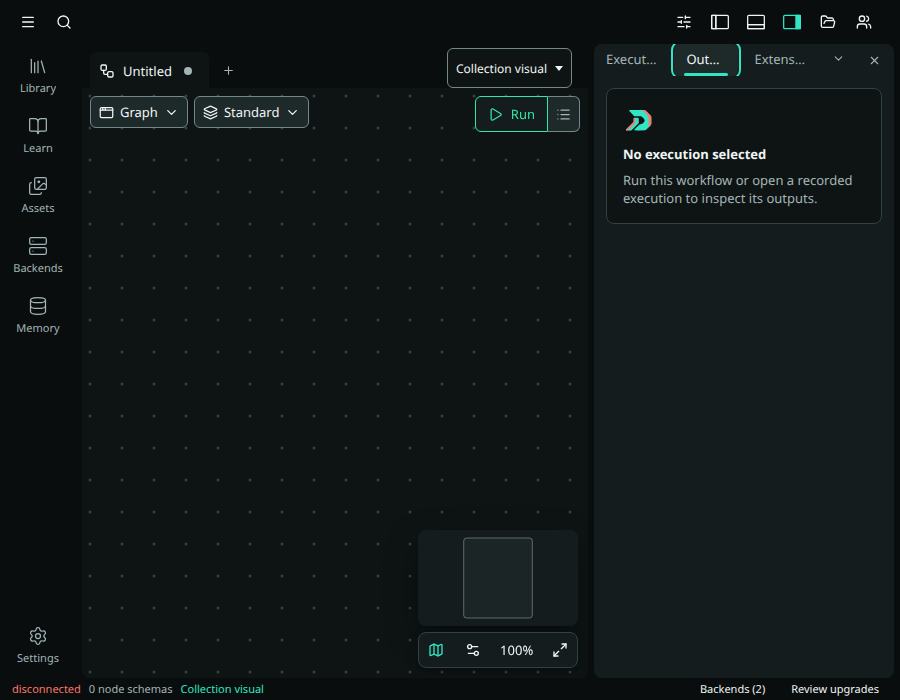 Execut...
Out...
Extens...
Library
Learn
Assets
Backends
Memory
Settings
Untitled
Collection visual
Graph
Standard
Run
No execution selected
Run this workflow or open a recorded
execution to inspect its outputs.
100%
disconnected
0 node schemas
Collection visual
Backends (2)
Review upgrades